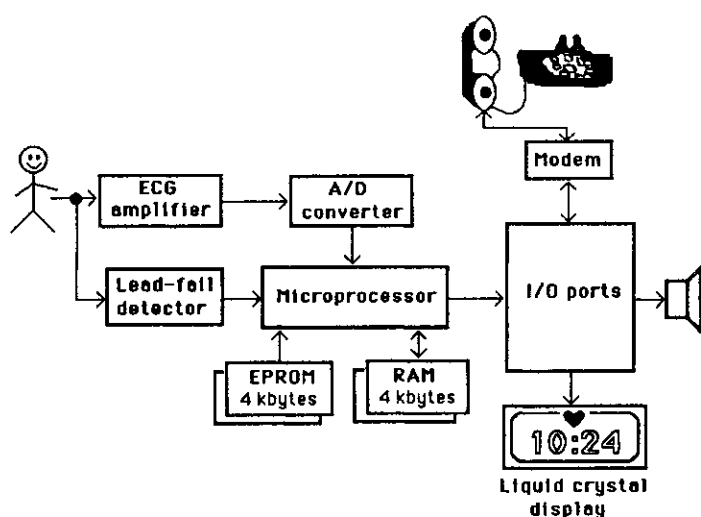 Modem
ECG
amplifier
A/D
converter
Lead-fail
detector
Microprocessor
I/O ports
EPROM
4 kbytes
RAM
4 kbytes
10:24
Liquid crystal
display